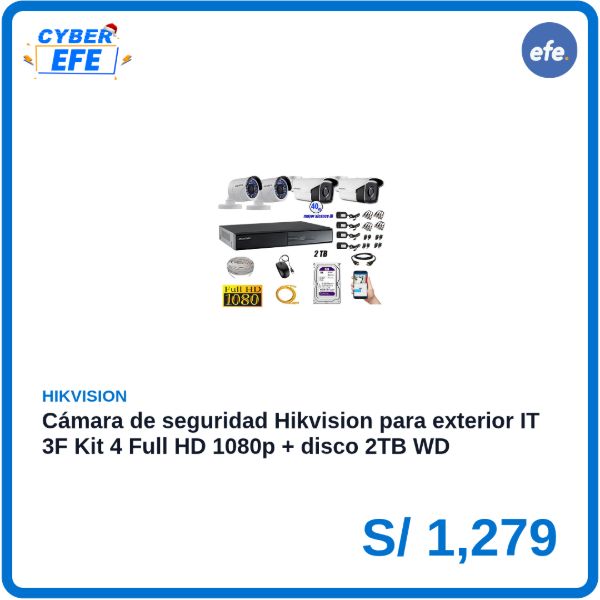 CYBER
EFE
efe.
40
2 TB
Full HD
1080
HIKVISION
Cámara de seguridad Hikvision para exterior IT
3F Kit 4 Full HD 1080p + disco 2TB WD
S/ 1,279